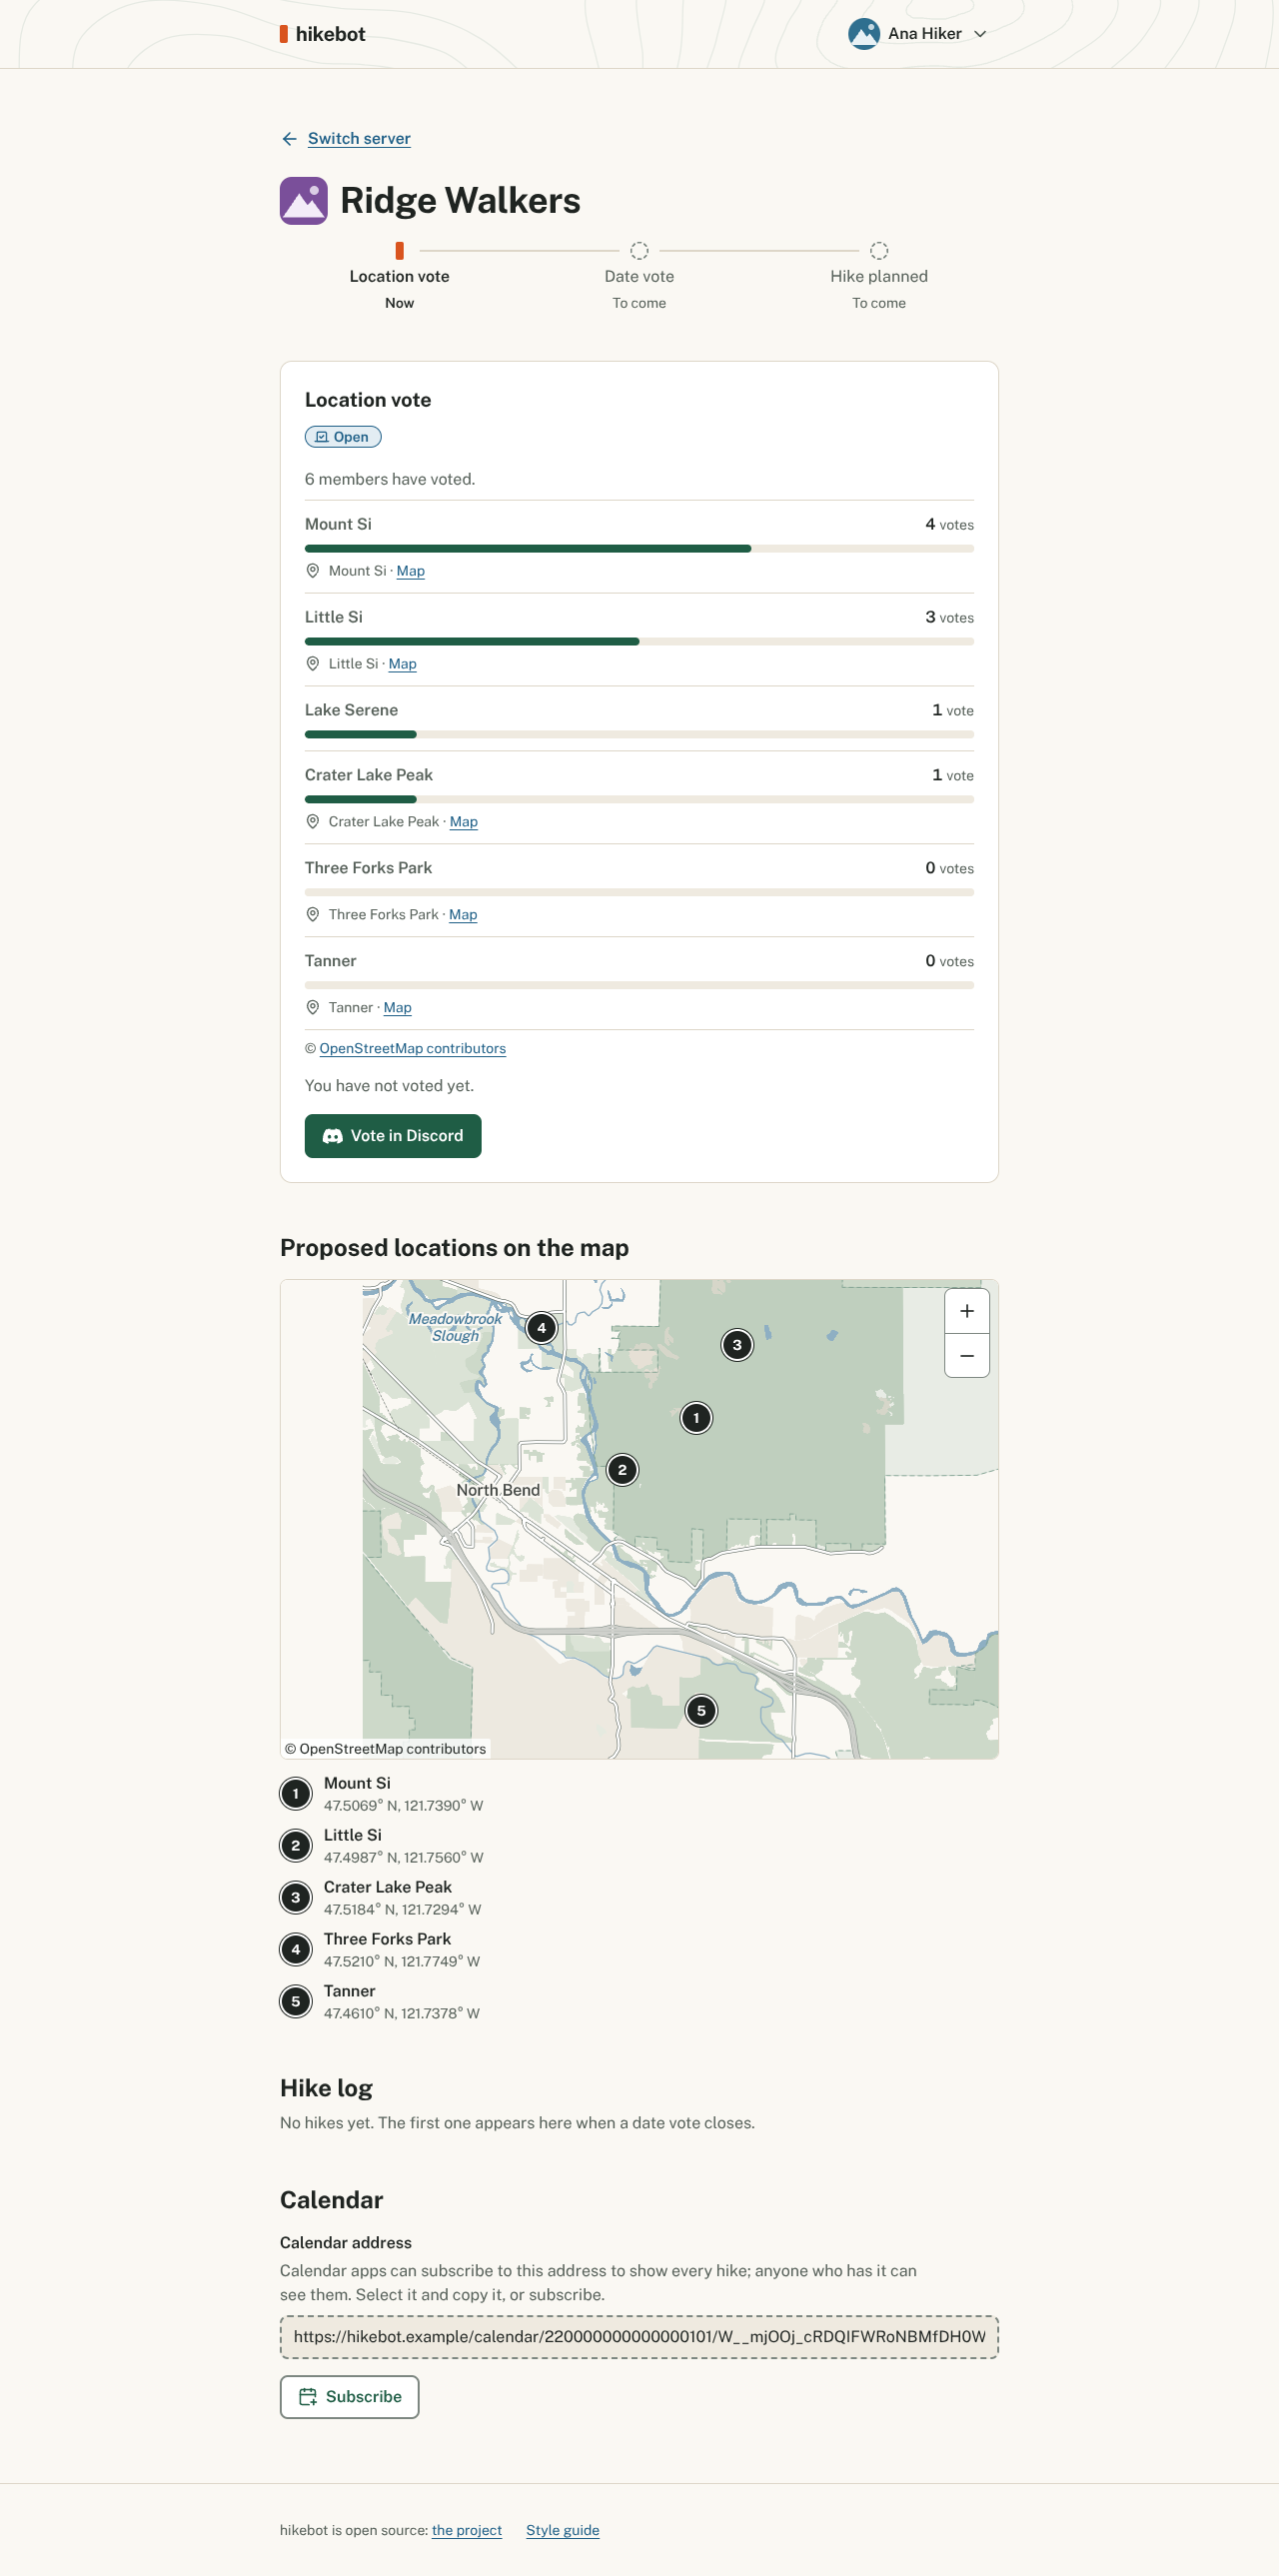 hikebot
Ana Hiker
Switch server
Ridge Walkers
Location vote
Now
Date vote
To come
Hike planned
To come
Location vote
Open
6 members have voted.
Mount Si
4 votes
Mount Si · Map
Little Si
3 votes
Little Si · Map
Lake Serene
1 vote
Crater Lake Peak
1 vote
Crater Lake Peak · Map
Three Forks Park
0 votes
Three Forks Park · Map
Tanner
0 votes
Tanner · Map
© OpenStreetMap contributors
You have not voted yet.
Vote in Discord
Proposed locations on the map
Meadowbrook
Slough
4
3
1
2
North Bend
5
+
−
© OpenStreetMap contributors
1
Mount Si
47.5069° N, 121.7390° W
2
Little Si
47.4987° N, 121.7560° W
3
Crater Lake Peak
47.5184° N, 121.7294° W
4
Three Forks Park
47.5210° N, 121.7749° W
5
Tanner
47.4610° N, 121.7378° W
Hike log
No hikes yet. The first one appears here when a date vote closes.
Calendar
Calendar address
Calendar apps can subscribe to this address to show every hike; anyone who has it can
see them. Select it and copy it, or subscribe.
https://hikebot.example/calendar/220000000000000101/W__mjOOj_cRDQIFWRoNBMfDH0W
Subscribe
hikebot is open source: the project
Style guide